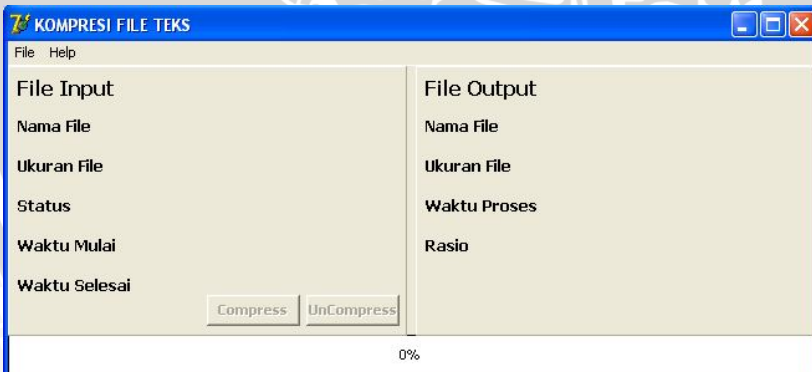 KOMPRESI FILE TEKS
File Help
File Input
Nama File
Ukuran File
Status
Waktu Mulai
Waktu Selesai
Compress UnCompress
File Output
Nama File
Ukuran File
Waktu Proses
Rasio
0%